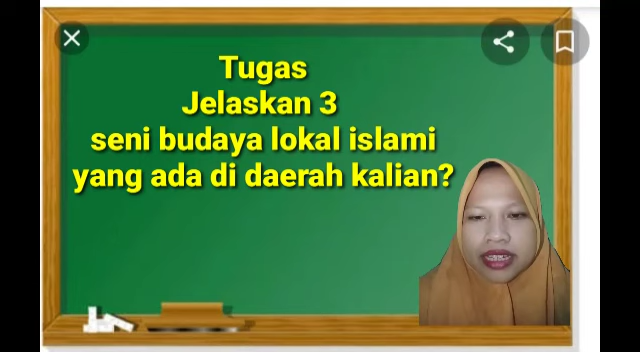 Tugas
Jelaskan 3
seni budaya lokal islami
yang ada di daerah kalian?